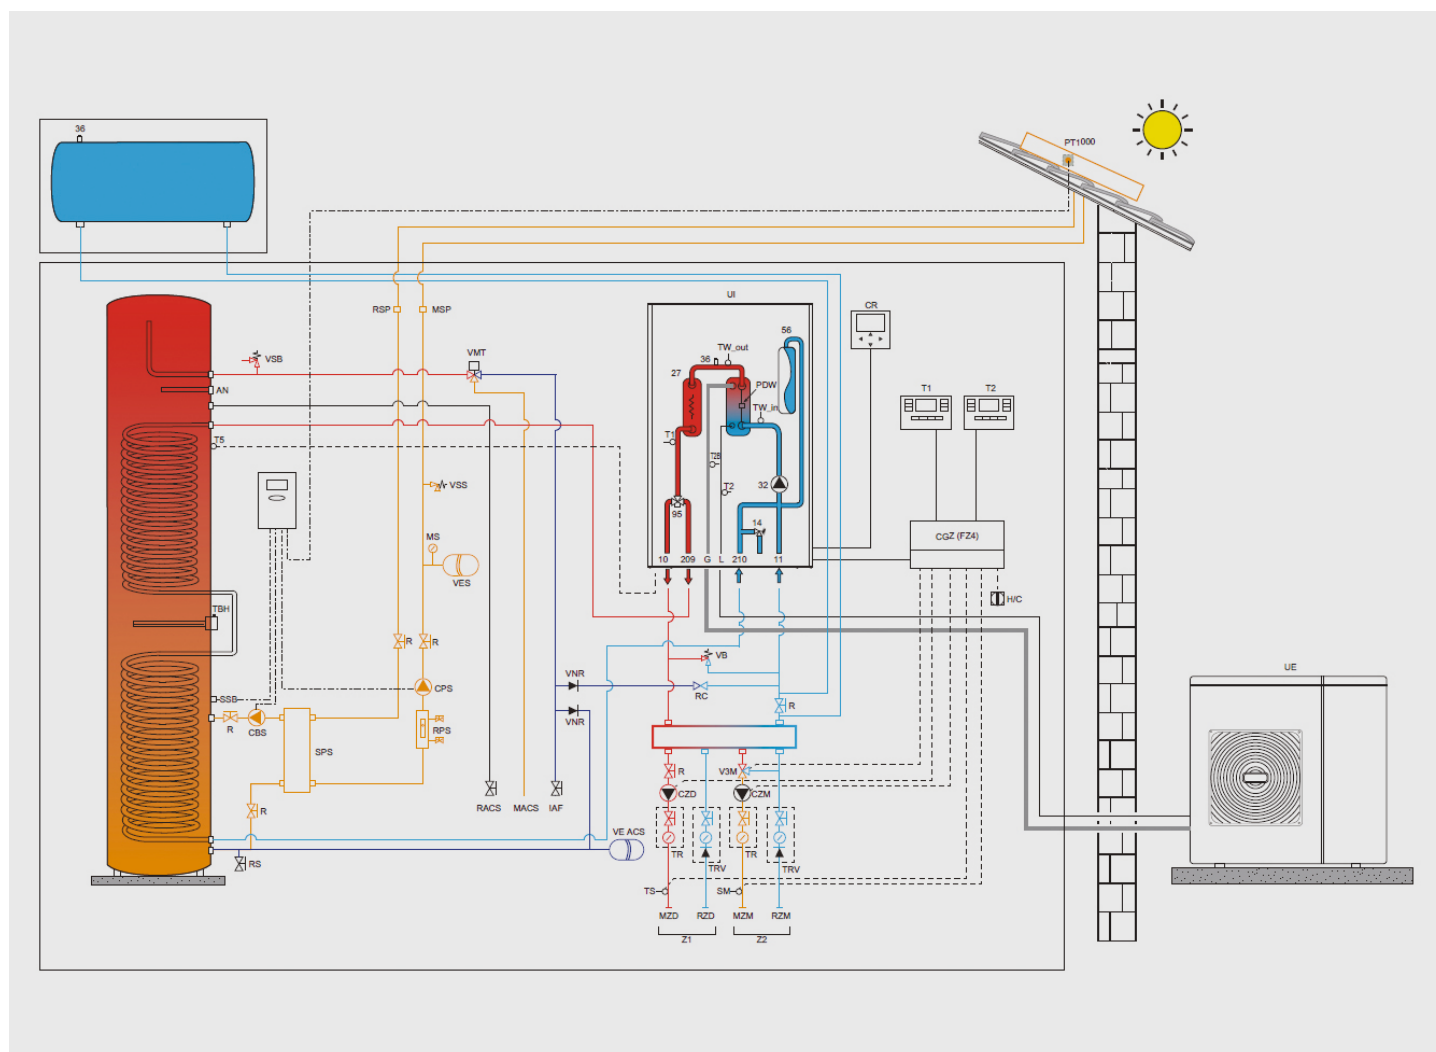 36
PT1000
UI
RSP
MSP
CR
VSB
VMT
TW_out
36
56
27
PDW
AN
TW_in
T1
T2
T5
T1
T2B
VSS
T2
32
MS
95
14
CGZ (FZ4)
VES
10
209
G
L
210
11
H/C
TBH
R
R
VB
UE
SSB
CPS
VNR
RC
R
R
CBS
VNR
RPS
SPS
R
V3M
R
RACS
MACS
IAF
CZD
CZM
VE ACS
TR
TRV
TR
TRV
RS
TS
SM
MZD
RZD
MZM
RZM
Z1
Z2